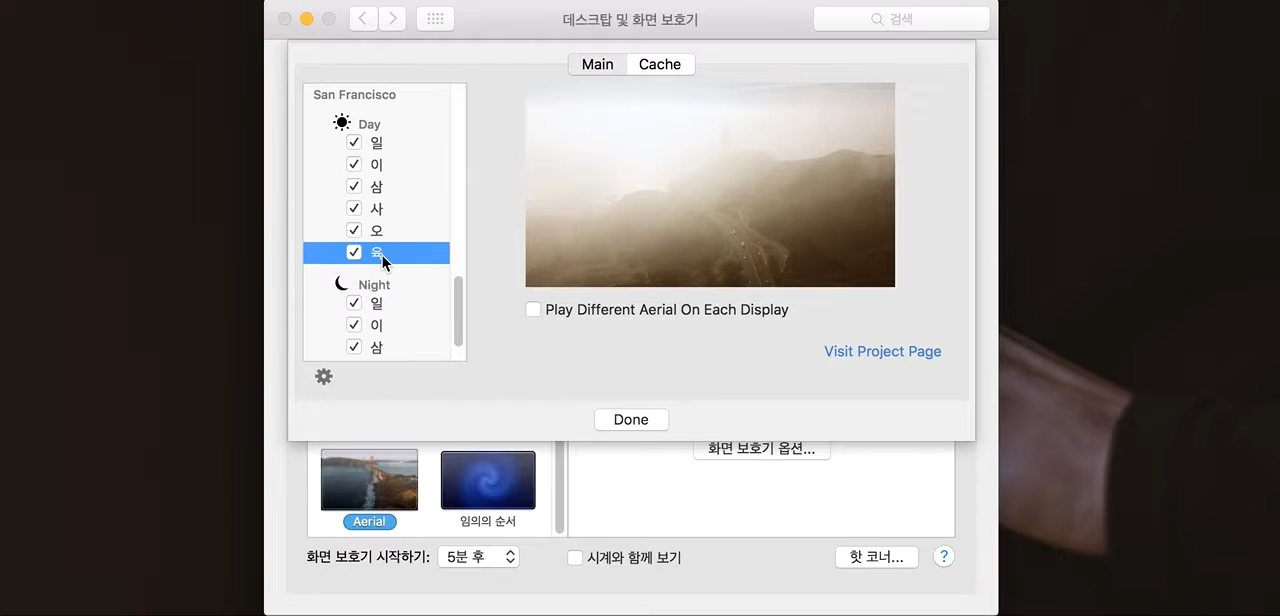 데스크탑 및 화면 보호기
검색
Main
Cache
San Francisco
Day
일
이
삼
사
오
육
Night
일
이
삼
Play Different Aerial On Each Display
Visit Project Page
Done
화면 보호기 옵션...
Aerial
임의의 순서
화면 보호기 시작하기:
5분 후
시계와 함께 보기
핫 코너...
?